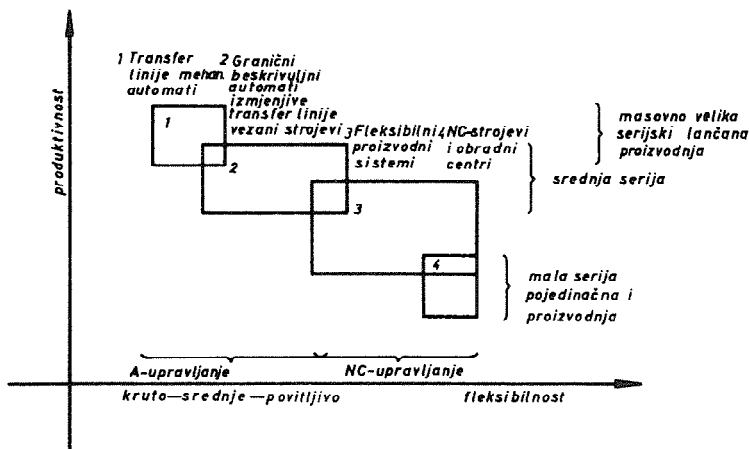 1 Transfer
linije mehan.
automati
2 Granični
beskrivuljni
automati
izmjenjive
transfer linije
vezani strojevi
3 Fleksibilni
proizvodni
sistemi
4 NC-strojevi
i obradni
centri
masovno velika
serijski lančana
proizvodnja
srednja serija
mala serija
pojedinačna i
proizvodnja
produktivnost
1
2
3
4
A-upravljanje
NC-upravljanje
kruto—srednje—povitljivo
fleksibilnost